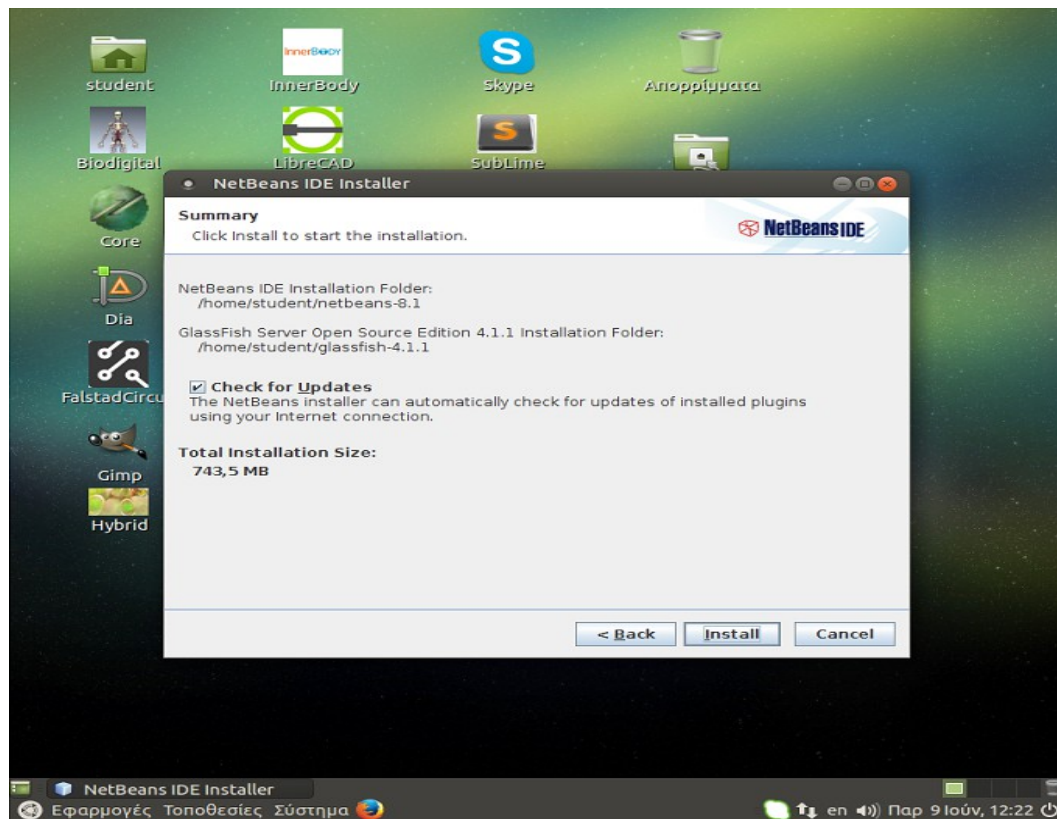 student
InnerBODY
InnerBody
S
Skype
Απορρίμματα
Biodigital
LibreCAD
S
SubLime
Core
Dia
FalstadCircu
Gimp
Hybrid
NetBeans IDE Installer
Summary
Click Install to start the installation.
NetBeans IDE
NetBeans IDE Installation Folder:
/home/student/netbeans-8.1
GlassFish Server Open Source Edition 4.1.1 Installation Folder:
/home/student/glassfish-4.1.1
Check for Updates
The NetBeans installer can automatically check for updates of installed plugins
using your Internet connection.
Total Installation Size:
743,5 MB
< Back Install Cancel
NetBeans IDE Installer
Εφαρμογές Τοποθεσίες Σύστημα en Παρ 9 Ιούν, 12:22